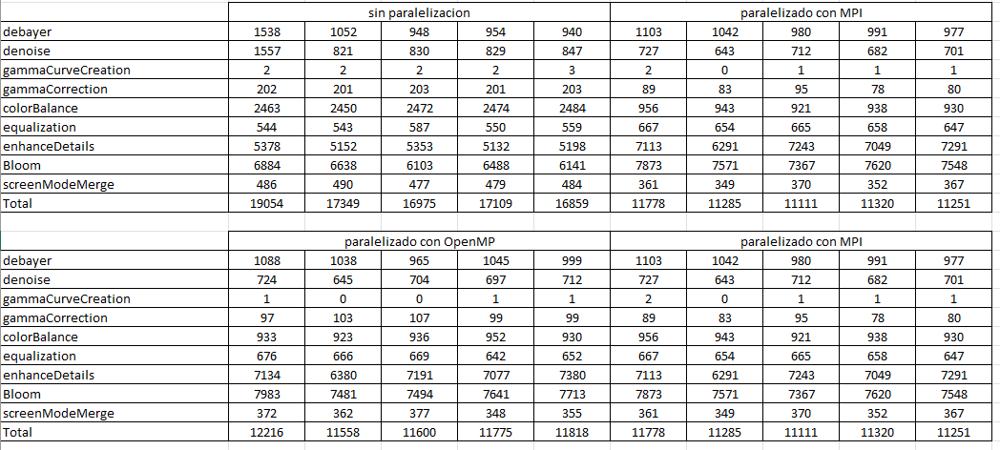 sin paralelizacion paralelizado con MPI
debayer 1538 1052 948 954 940 1103 1042 980 991 977
denoise 1557 821 830 829 847 727 643 712 682 701
gammaCurveCreation 2 2 2 2 3 2 0 1 1 1
gammaCorrection 202 201 203 201 203 89 83 95 78 80
colorBalance 2463 2450 2472 2474 2484 956 943 921 938 930
equalization 544 543 587 550 559 667 654 665 658 647
enhanceDetails 5378 5152 5353 5132 5198 7113 6291 7243 7049 7291
Bloom 6884 6638 6103 6488 6141 7873 7571 7367 7620 7548
screenModeMerge 486 490 477 479 484 361 349 370 352 367
Total 19054 17349 16975 17109 16859 11778 11285 11111 11320 11251
paralelizado con OpenMP paralelizado con MPI
debayer 1088 1038 965 1045 999 1103 1042 980 991 977
denoise 724 645 704 697 712 727 643 712 682 701
gammaCurveCreation 1 0 0 1 1 2 0 1 1 1
gammaCorrection 97 103 107 99 99 89 83 95 78 80
colorBalance 933 923 936 952 930 956 943 921 938 930
equalization 676 666 669 642 652 667 654 665 658 647
enhanceDetails 7134 6380 7191 7077 7380 7113 6291 7243 7049 7291
Bloom 7983 7481 7494 7641 7713 7873 7571 7367 7620 7548
screenModeMerge 372 362 377 348 355 361 349 370 352 367
Total 12216 11558 11600 11775 11818 11778 11285 11111 11320 11251